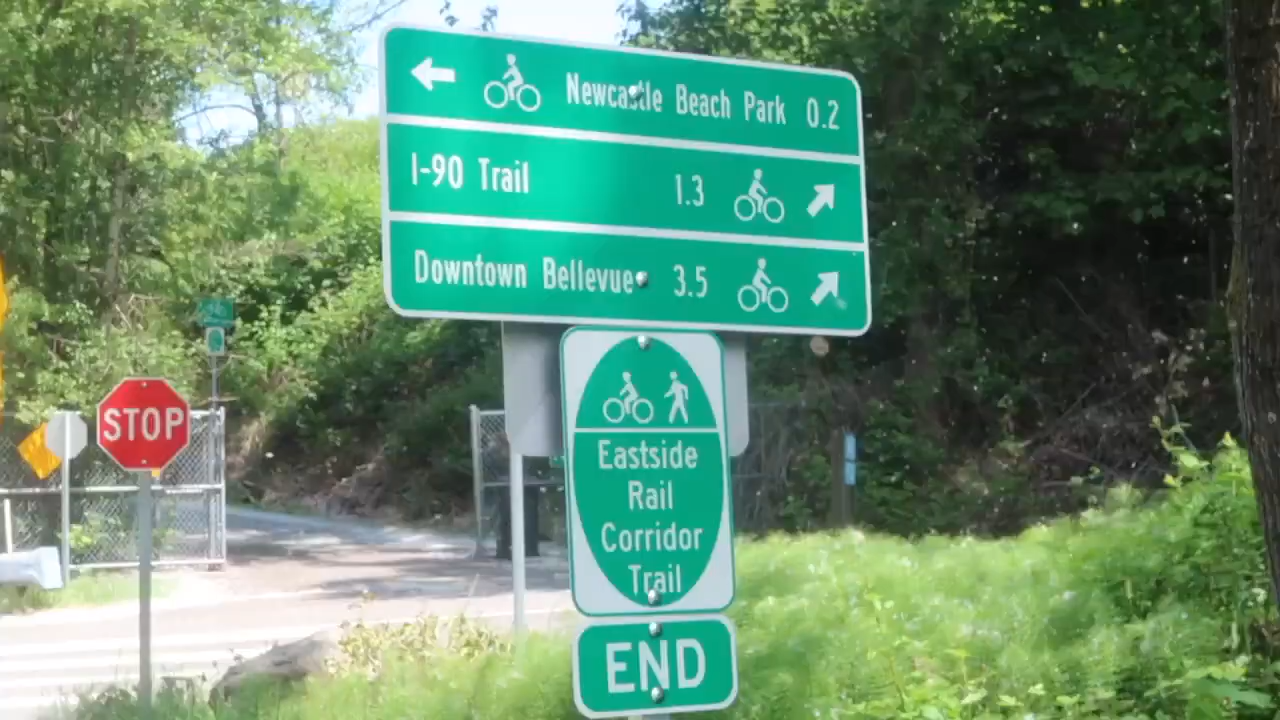 Newcastle Beach Park 0.2
I-90 Trail 1.3
Downtown Bellevue 3.5
STOP
Eastside
Rail
Corridor
Trail
END